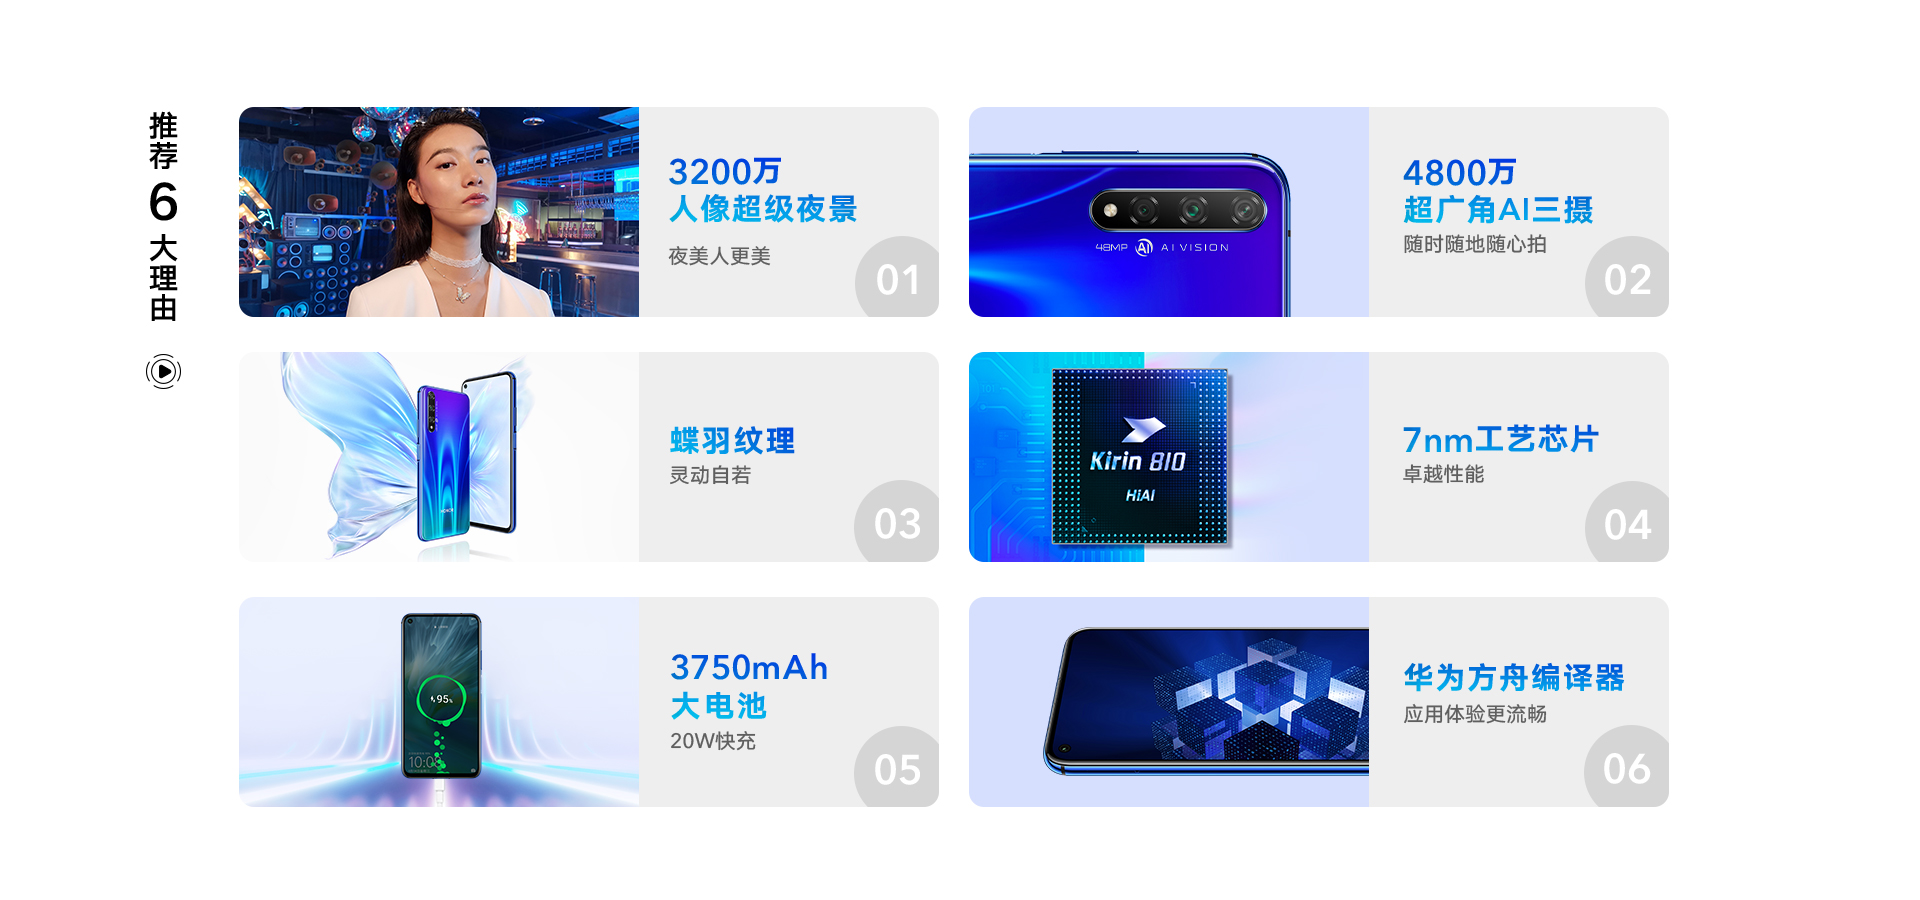 推荐
6
大理由
3200万
人像超级夜景
夜美人更美
01
48MP AI AI VISION
4800万
超广角AI三摄
随时随地随心拍
02
蝶羽纹理
灵动自若
03
Kirin 810
HiAI
7nm工艺芯片
卓越性能
04
95%
10:08
3750mAh
大电池
20W快充
05
华为方舟编译器
应用体验更流畅
06